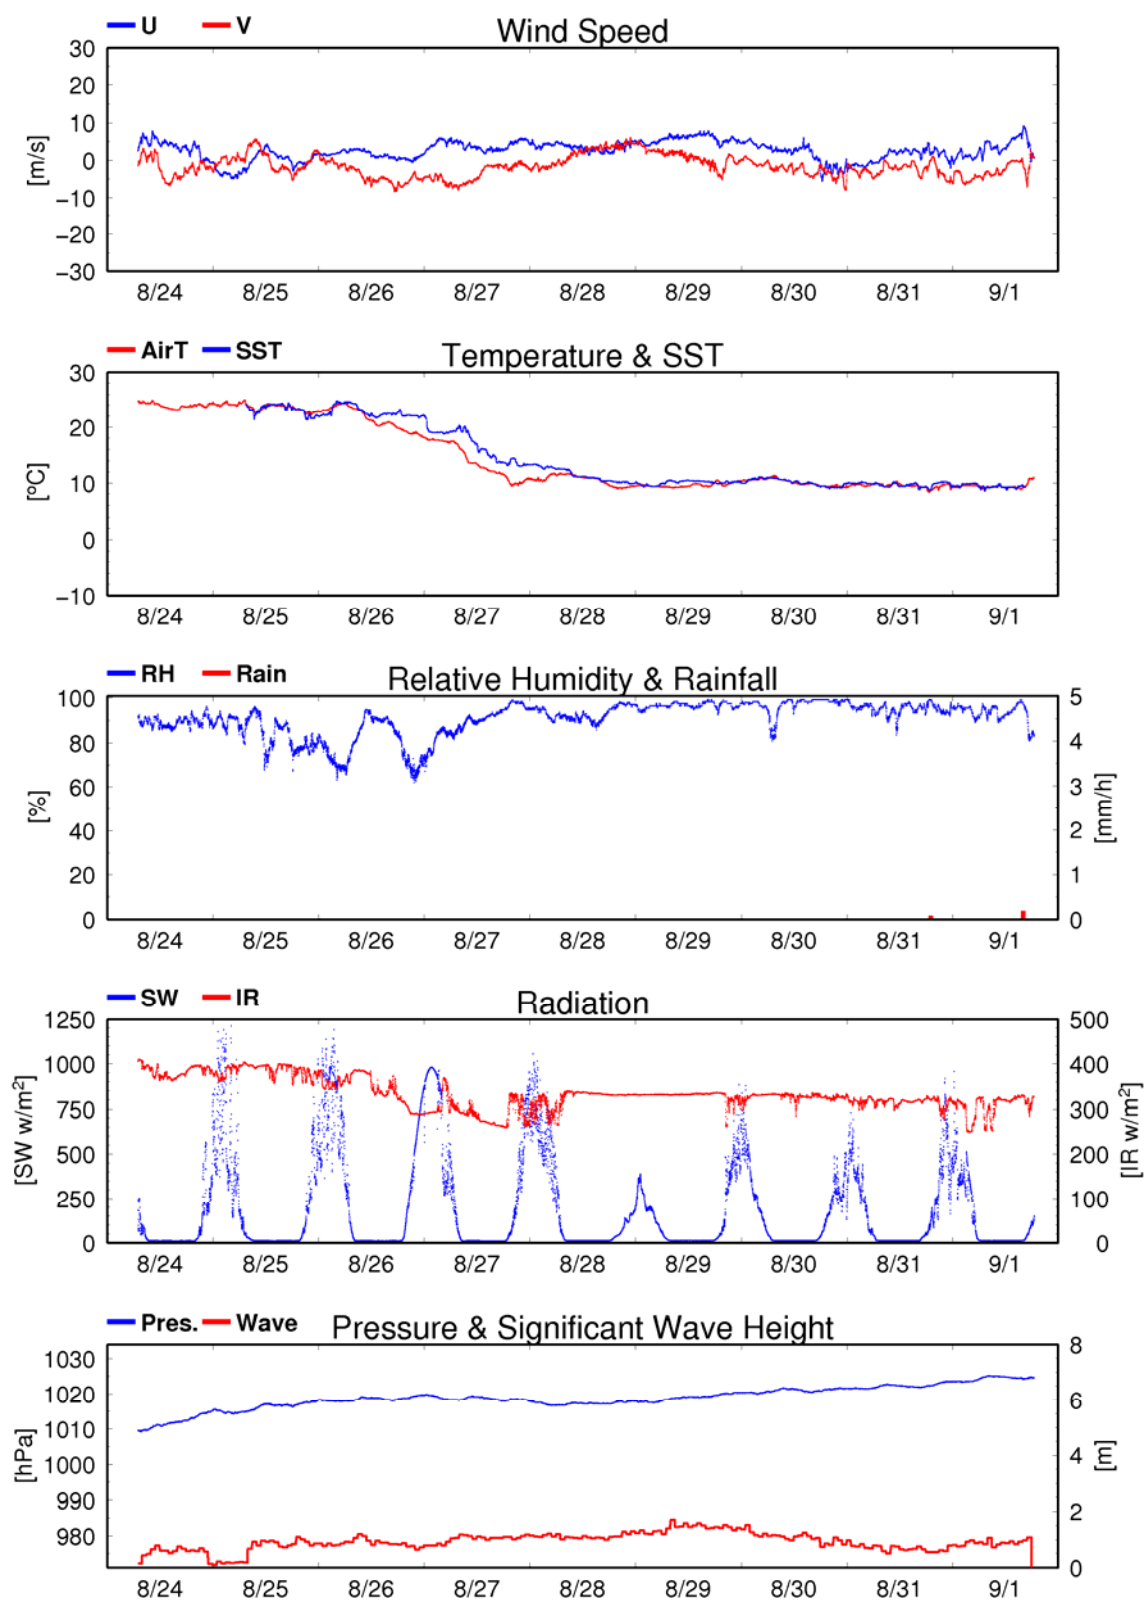 U V Wind Speed
30
20
10
0
−10
−20
−30
[m/s]
8/24 8/25 8/26 8/27 8/28 8/29 8/30 8/31 9/1
AirT SST Temperature & SST
30
20
10
0
−10
[ºC]
8/24 8/25 8/26 8/27 8/28 8/29 8/30 8/31 9/1
RH Rain Relative Humidity & Rainfall
100 5
80 4
60 3
40 2
20 1
0 0
[%] [mm/h]
8/24 8/25 8/26 8/27 8/28 8/29 8/30 8/31 9/1
SW IR Radiation
1250 500
1000 400
750 300
500 200
250 100
0 0
[SW w/m²] [IR w/m²]
8/24 8/25 8/26 8/27 8/28 8/29 8/30 8/31 9/1
Pres. Wave Pressure & Significant Wave Height
1030 8
1020 6
1010
1000 4
990 2
980 0
[hPa] [m]
8/24 8/25 8/26 8/27 8/28 8/29 8/30 8/31 9/1